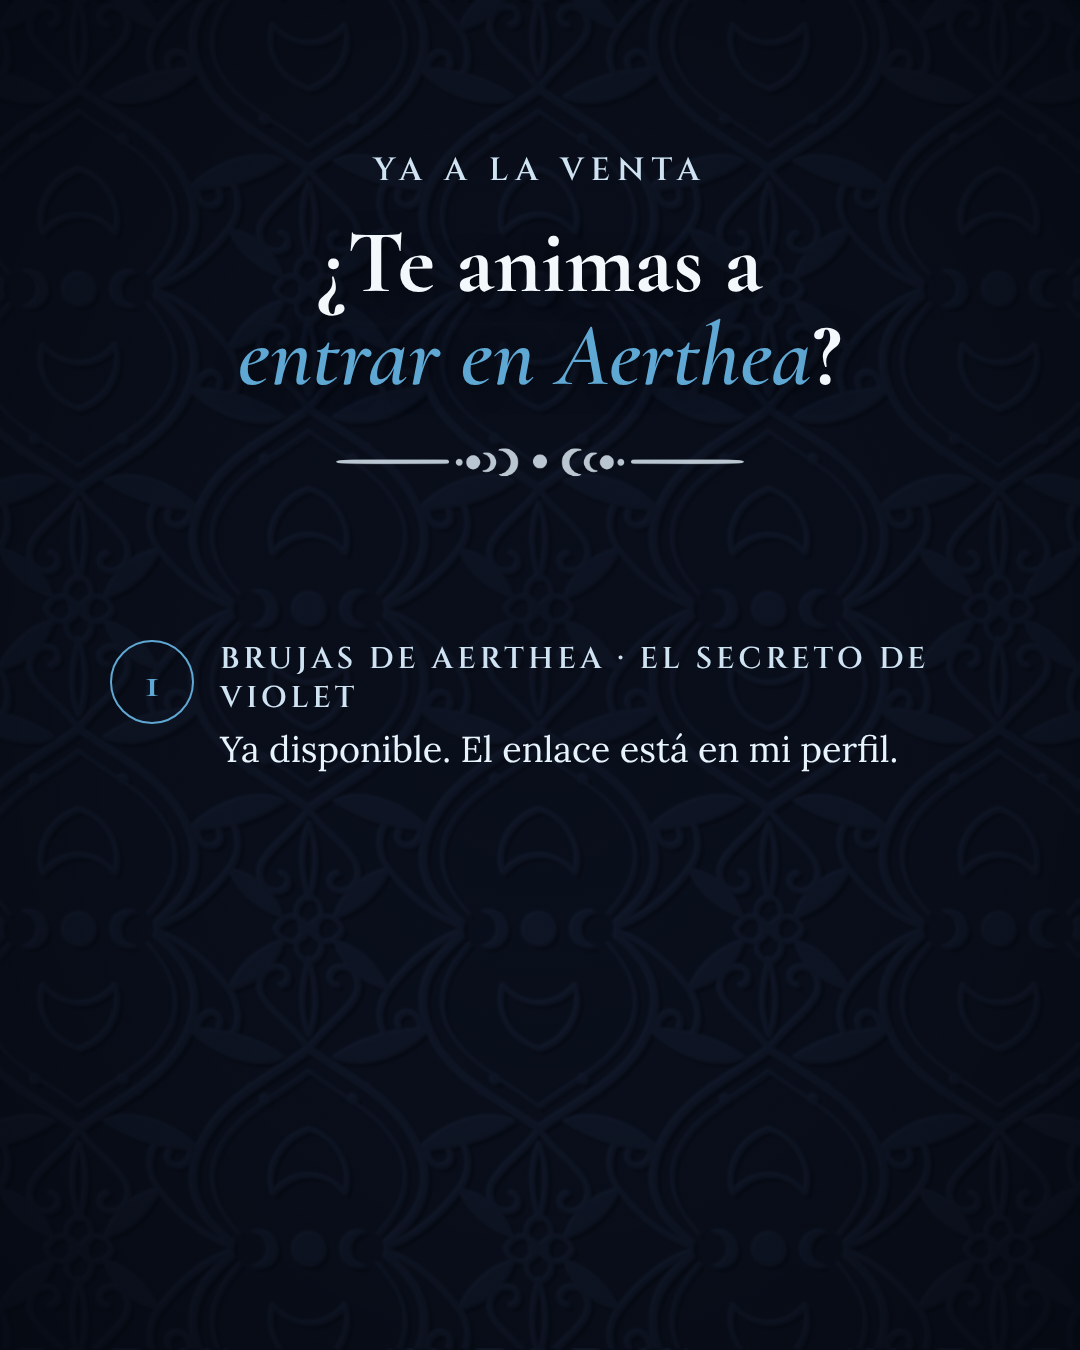 YA A LA VENTA
¿Te animas a
entrar en Aerthea?
1
BRUJAS DE AERTHEA · EL SECRETO DE
VIOLET
Ya disponible. El enlace está en mi perfil.